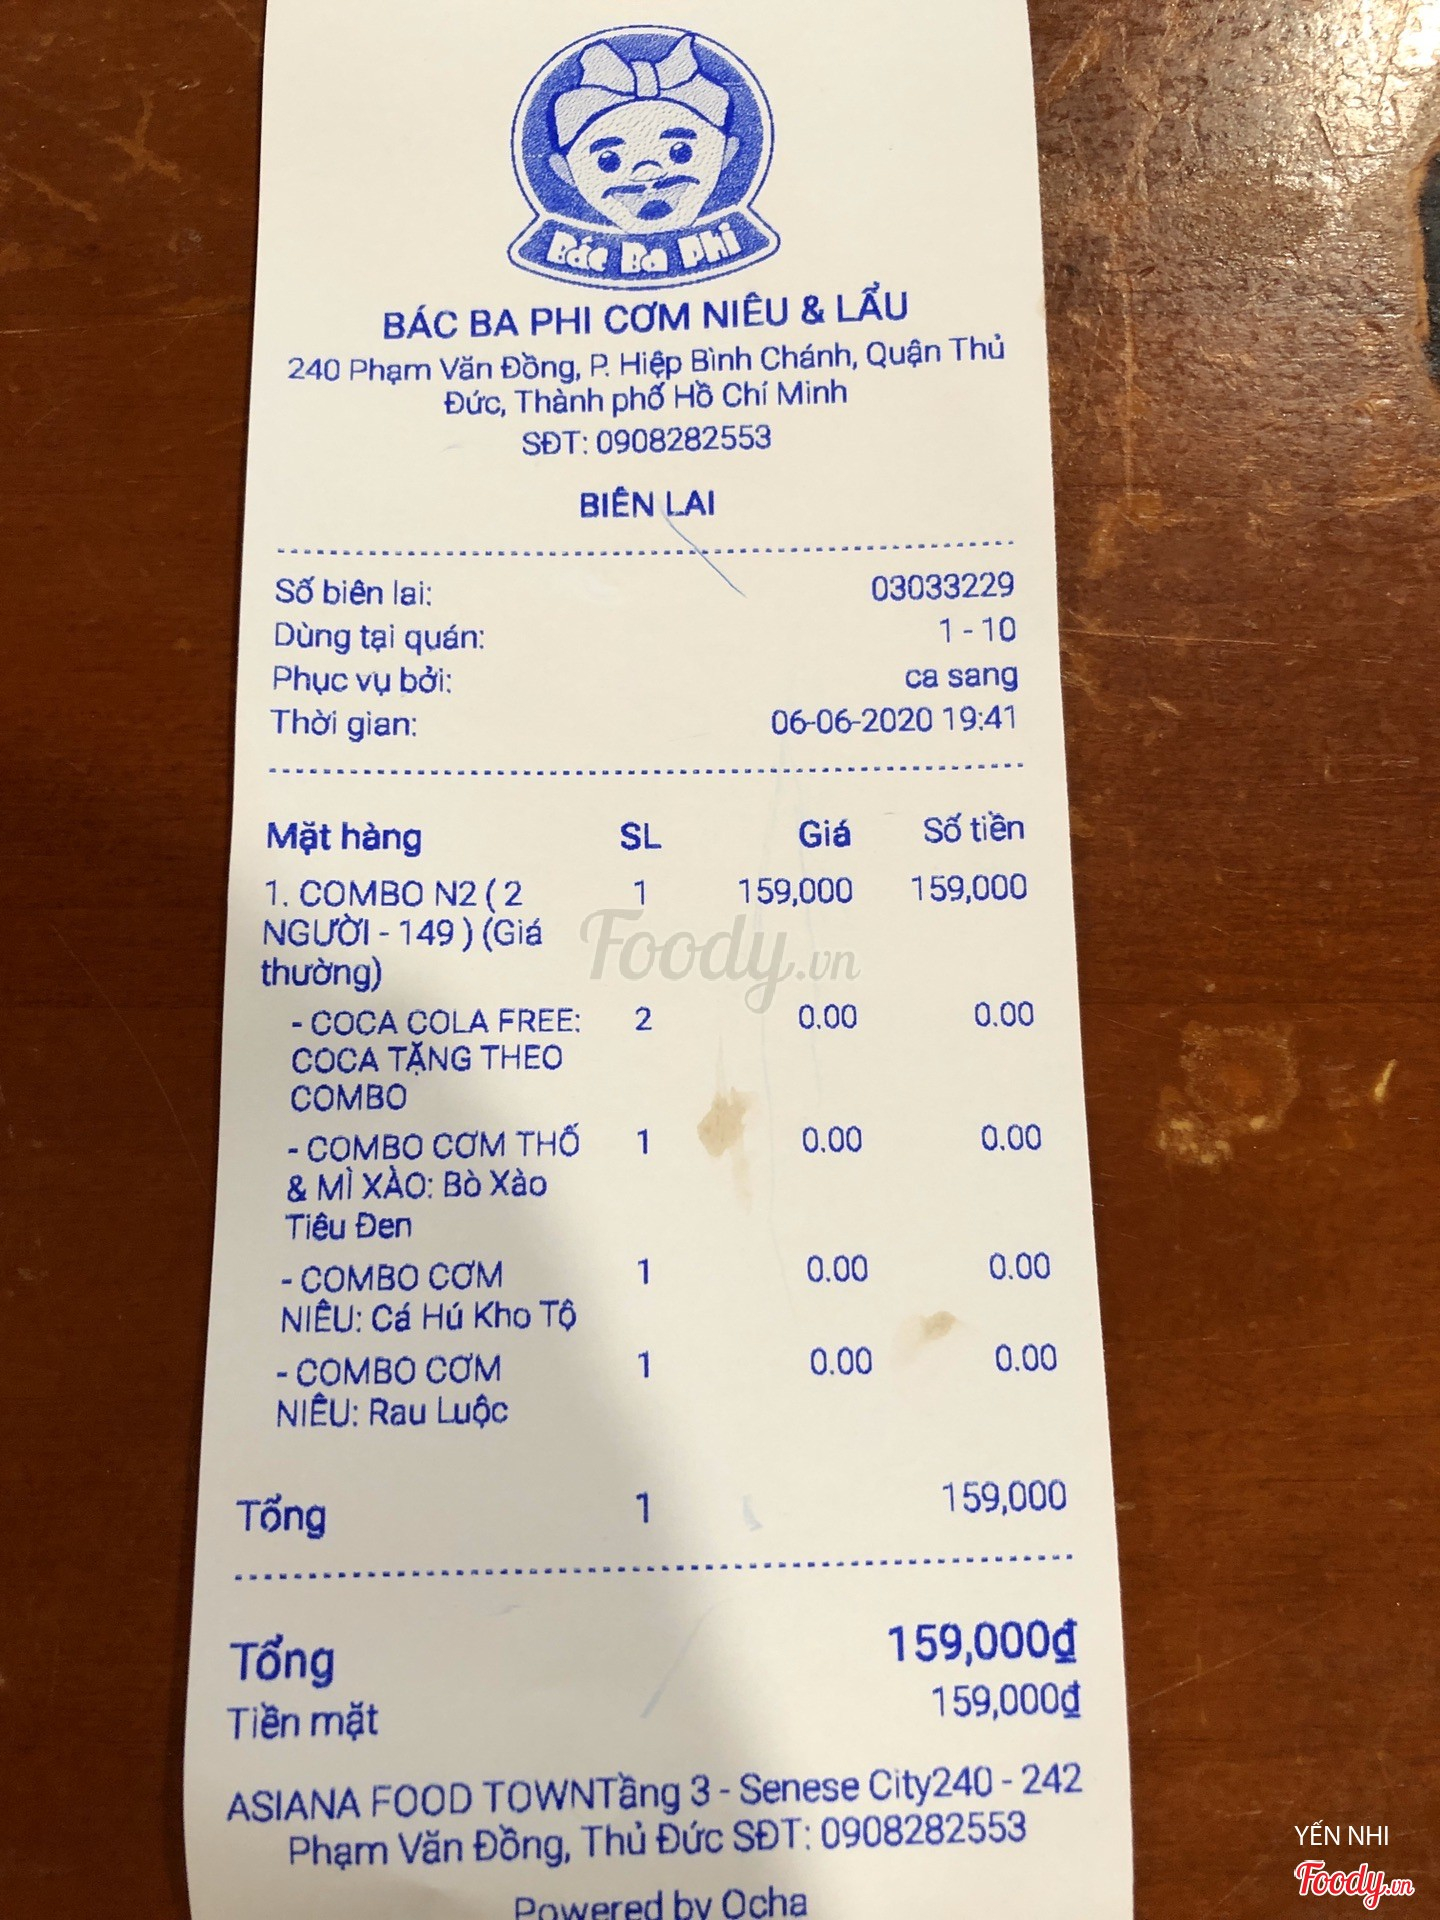 Bác Ba Phi
BÁC BA PHI CƠM NIÊU & LẨU
240 Phạm Văn Đồng, P. Hiệp Bình Chánh, Quận Thủ
Đức, Thành phố Hồ Chí Minh
SĐT: 0908282553
BIÊN LAI
Số biên lai: 03033229
Dùng tại quán: 1 - 10
Phục vụ bởi: ca sang
Thời gian: 06-06-2020 19:41
Mặt hàng SL Giá Số tiền
1. COMBO N2 ( 2 1 159,000 159,000
NGƯỜI - 149 ) (Giá
thường)
Foody.vn
- COCA COLA FREE: 2 0.00 0.00
COCA TẶNG THEO
COMBO
- COMBO CƠM THỐ 1 0.00 0.00
& MÌ XÀO: Bò Xào
Tiêu Đen
- COMBO CƠM 1 0.00 0.00
NIÊU: Cá Hú Kho Tộ
- COMBO CƠM 1 0.00 0.00
NIÊU: Rau Luộc
Tổng 1 159,000
Tổng 159,000₫
Tiền mặt 159,000₫
ASIANA FOOD TOWNTầng 3 - Senese City240 - 242
Phạm Văn Đồng, Thủ Đức SĐT: 0908282553
Powered by Ocha
YẾN NHI
Foody.vn